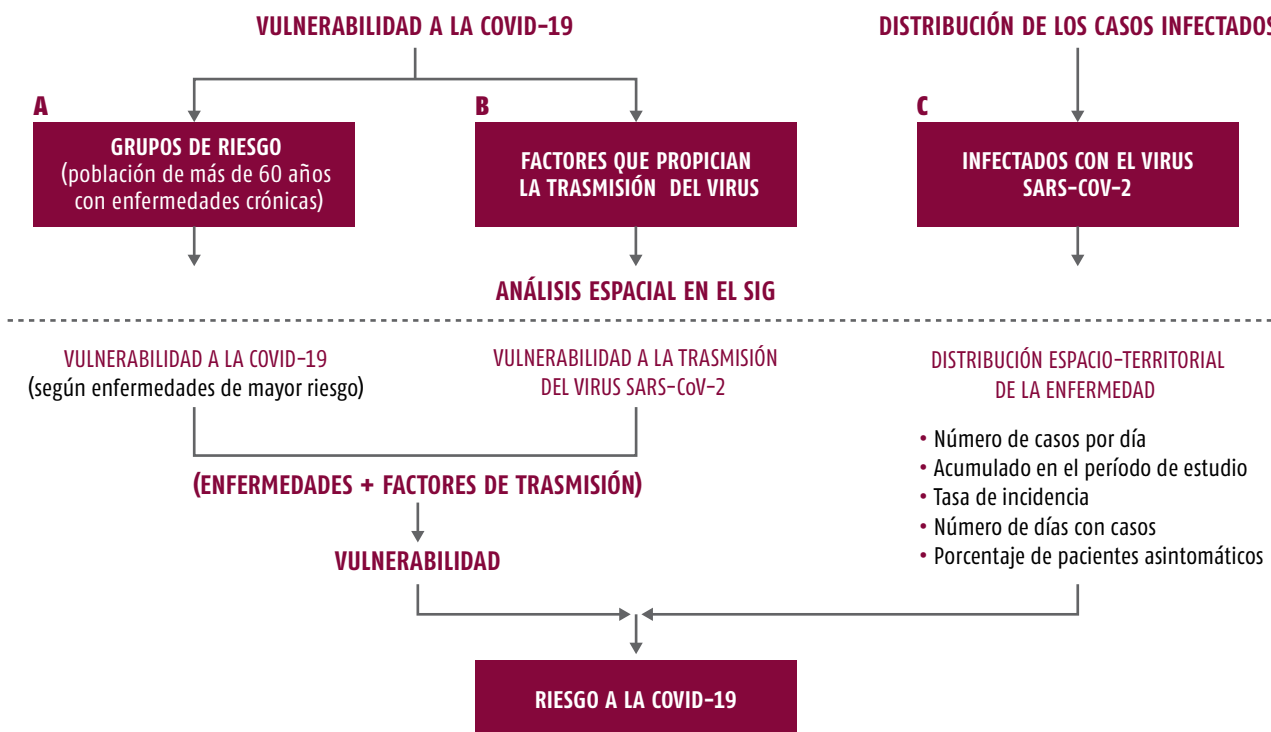 VULNERABILIDAD A LA COVID-19
DISTRIBUCIÓN DE LOS CASOS INFECTADOS
A
GRUPOS DE RIESGO
(población de más de 60 años
con enfermedades crónicas)
B
FACTORES QUE PROPICIAN
LA TRASMISIÓN DEL VIRUS
C
INFECTADOS CON EL VIRUS
SARS-COV-2
ANÁLISIS ESPACIAL EN EL SIG
VULNERABILIDAD A LA COVID-19
(según enfermedades de mayor riesgo)
VULNERABILIDAD A LA TRASMISIÓN
DEL VIRUS SARS-CoV-2
DISTRIBUCIÓN ESPACIO-TERRITORIAL
DE LA ENFERMEDAD
• Número de casos por día
• Acumulado en el período de estudio
• Tasa de incidencia
• Número de días con casos
• Porcentaje de pacientes asintomáticos
(ENFERMEDADES + FACTORES DE TRASMISIÓN)
VULNERABILIDAD
RIESGO A LA COVID-19